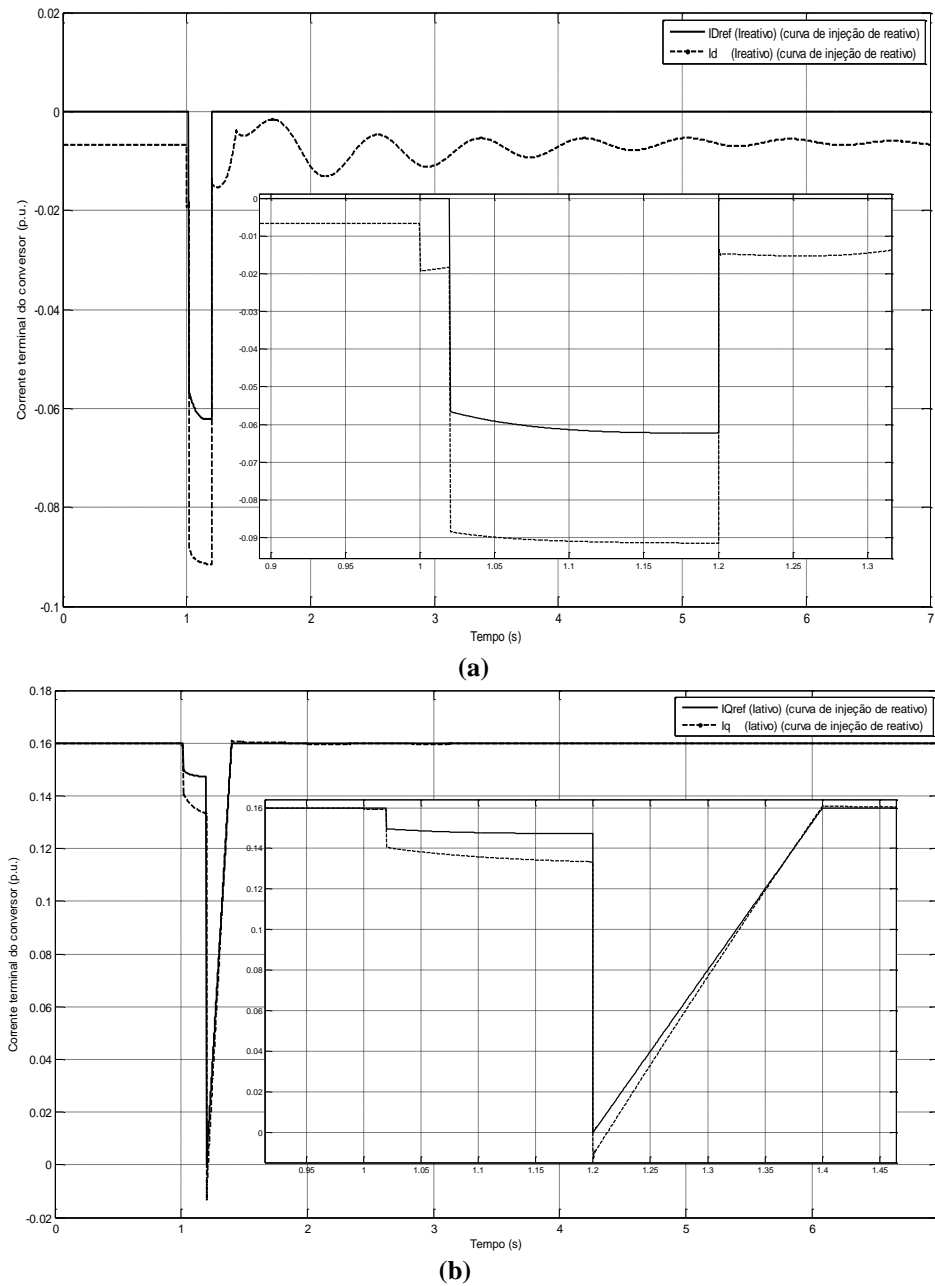 0.02
IDref (Ireativo) (curva de injeção de reativo)
Id (Ireativo) (curva de injeção de reativo)
0
-0.02
-0.04
-0.06
-0.08
-0.1
Corrente terminal do conversor (p.u.)
0
-0.01
-0.02
-0.03
-0.04
-0.05
-0.06
-0.07
-0.08
-0.09
0.9 0.95 1 1.05 1.1 1.15 1.2 1.25 1.3
0 1 2 3 4 5 6 7
Tempo (s)
(a)
0.18
IQref (Iativo) (curva de injeção de reativo)
Iq (Iativo) (curva de injeção de reativo)
0.16
0.14
0.12
0.1
0.08
0.06
0.04
0.02
0
-0.02
Corrente terminal do conversor (p.u.)
0.16
0.14
0.12
0.1
0.08
0.06
0.04
0.02
0
0.95 1 1.05 1.1 1.15 1.2 1.25 1.3 1.35 1.4 1.45
0 1 2 3 4 5 6
Tempo (s)
(b)